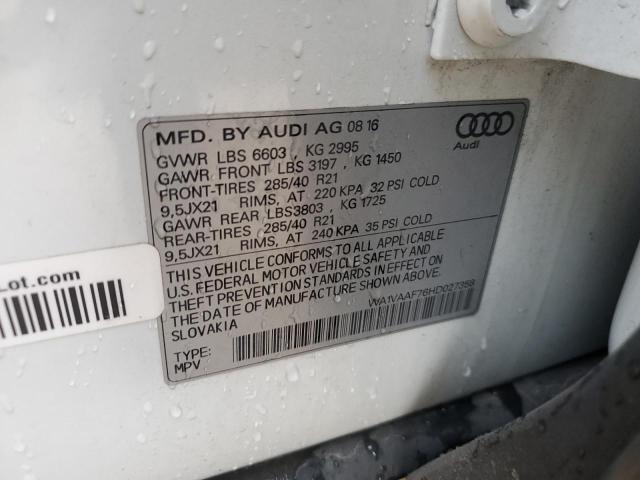 MFD. BY AUDI AG 08 16
Audi
GVWR LBS 6603 , KG 2995
GAWR FRONT LBS 3197 , KG 1450
FRONT-TIRES 285/40 R21
9,5JX21 RIMS, AT 220 KPA 32 PSI COLD
GAWR REAR LBS3803 , KG 1725
REAR-TIRES 285/40 R21
9,5JX21 RIMS, AT 240 KPA 35 PSI COLD
THIS VEHICLE CONFORMS TO ALL APPLICABLE
U.S. FEDERAL MOTOR VEHICLE SAFETY AND
THEFT PREVENTION STANDARDS IN EFFECT ON
THE DATE OF MANUFACTURE SHOWN ABOVE
SLOVAKIA
WA1VAAF76HD027358
TYPE:
MPV
Lot.com